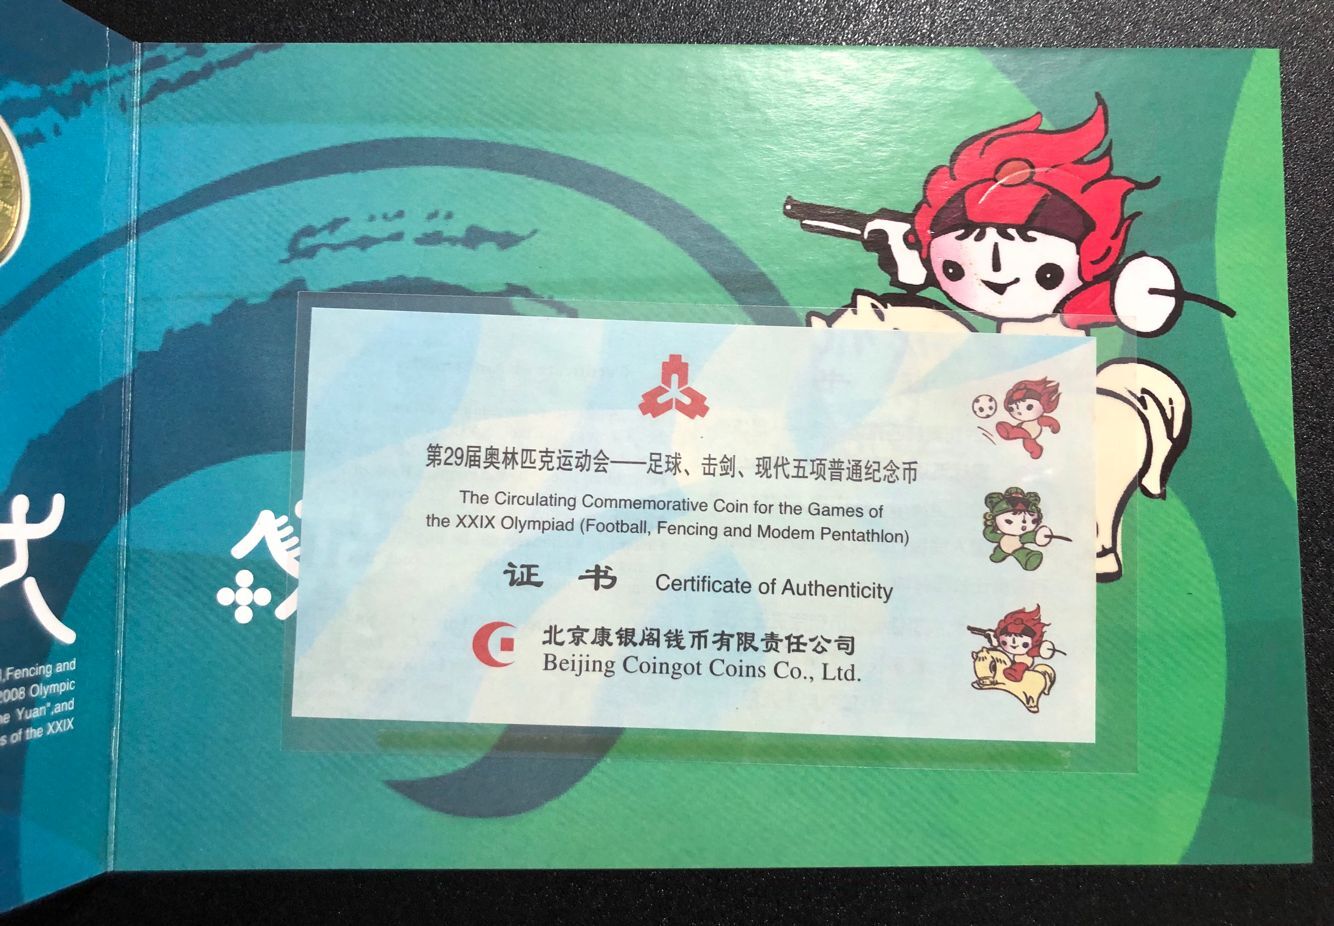 Fencing and
2008 Olympic
Yuan",and
of the XXIX
第29届奥林匹克运动会——足球、击剑、现代五项普通纪念币
The Circulating Commemorative Coin for the Games of
the XXIX Olympiad (Football, Fencing and Modem Pentathlon)
证 书 Certificate of Authenticity
北京康银阁钱币有限责任公司
Beijing Coingot Coins Co., Ltd.